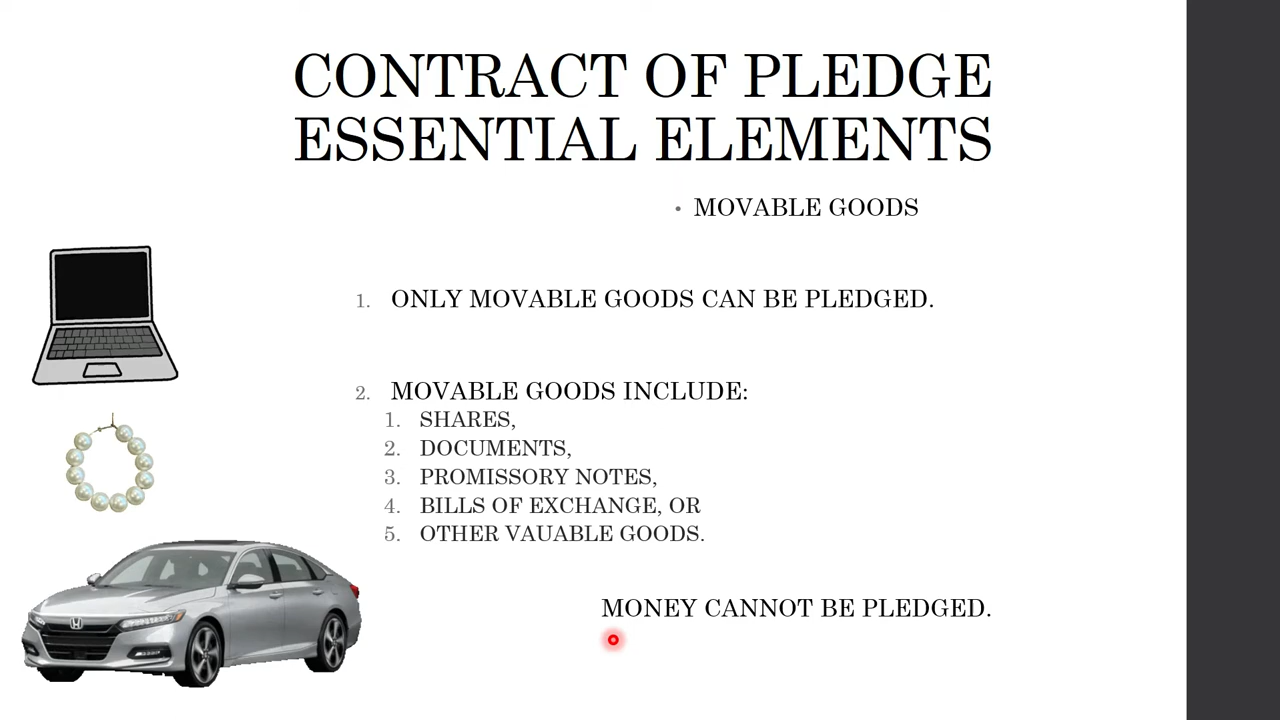 CONTRACT OF PLEDGE
ESSENTIAL ELEMENTS
• MOVABLE GOODS
1. ONLY MOVABLE GOODS CAN BE PLEDGED.
2. MOVABLE GOODS INCLUDE:
1. SHARES,
2. DOCUMENTS,
3. PROMISSORY NOTES,
4. BILLS OF EXCHANGE, OR
5. OTHER VAUABLE GOODS.
MONEY CANNOT BE PLEDGED.